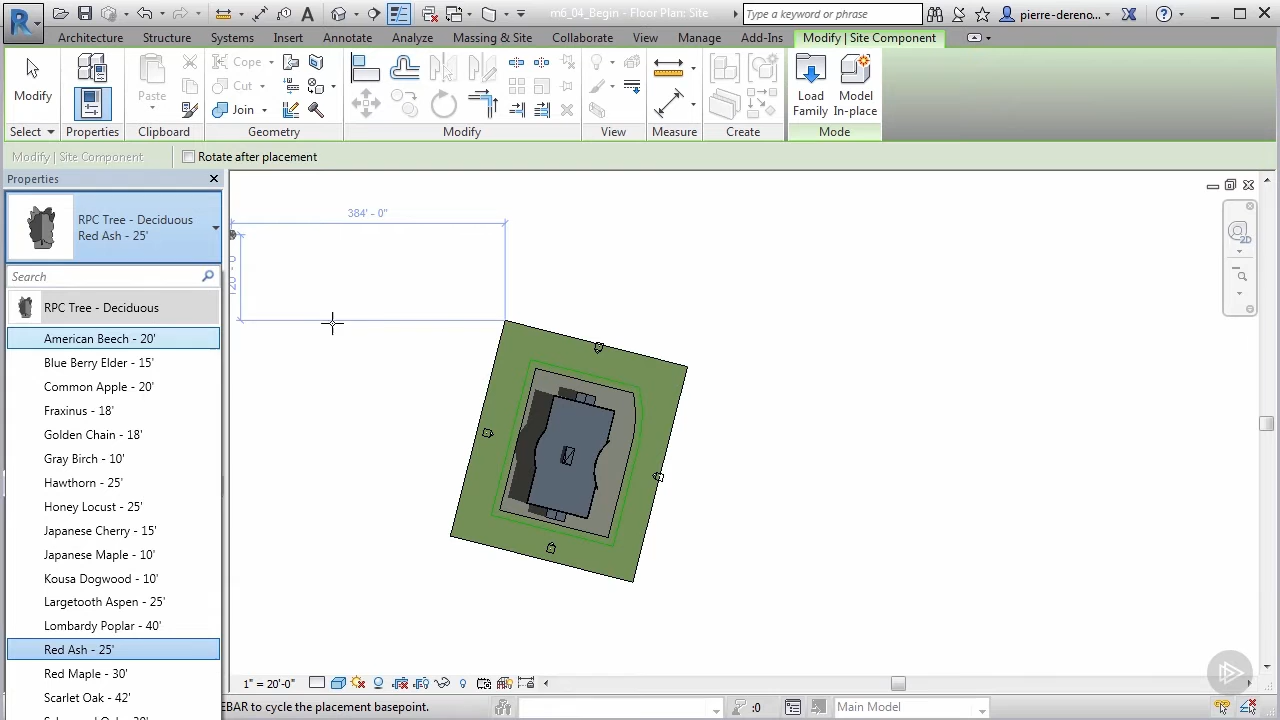 m6_04_Begin - Floor Plan: Site
Type a keyword or phrase
pierre-dereno...
Architecture Structure Systems Insert Annotate Analyze Massing & Site Collaborate View Manage Add-Ins Modify | Site Component
Modify
Paste
Cope
Cut
Join
Load Family
Model In-place
Select Properties Clipboard Geometry Modify View Measure Create Mode
Modify | Site Component
Rotate after placement
Properties
RPC Tree - Deciduous
Red Ash - 25'
Search
RPC Tree - Deciduous
American Beech - 20'
Blue Berry Elder - 15'
Common Apple - 20'
Fraxinus - 18'
Golden Chain - 18'
Gray Birch - 10'
Hawthorn - 25'
Honey Locust - 25'
Japanese Cherry - 15'
Japanese Maple - 10'
Kousa Dogwood - 10'
Largetooth Aspen - 25'
Lombardy Poplar - 40'
Red Ash - 25'
Red Maple - 30'
Scarlet Oak - 42'
384' - 0"
2D
1" = 20'-0"
EBAR to cycle the placement basepoint.
:0
Main Model